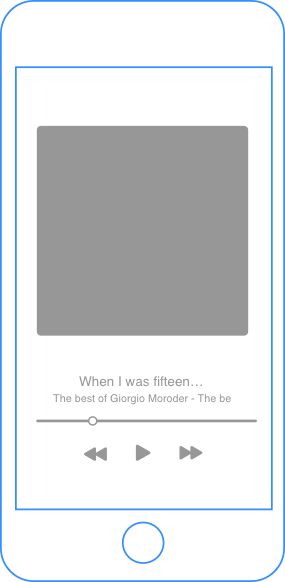 When I was fifteen…
The best of Giorgio Moroder - The be